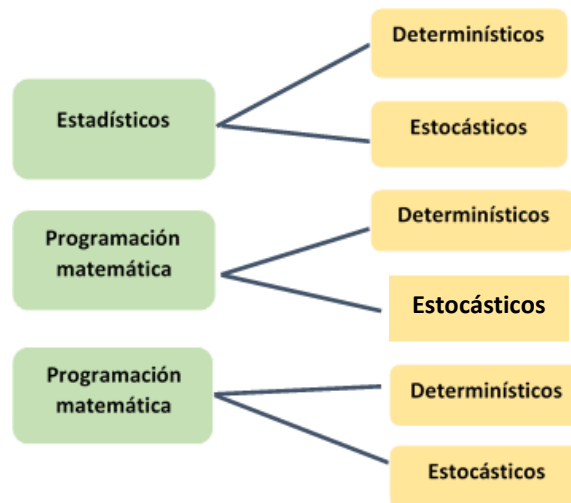 Determinísticos
Estadísticos
Estocásticos
Determinísticos
Programación
matemática
Estocásticos
Programación
matemática
Determinísticos
Estocásticos